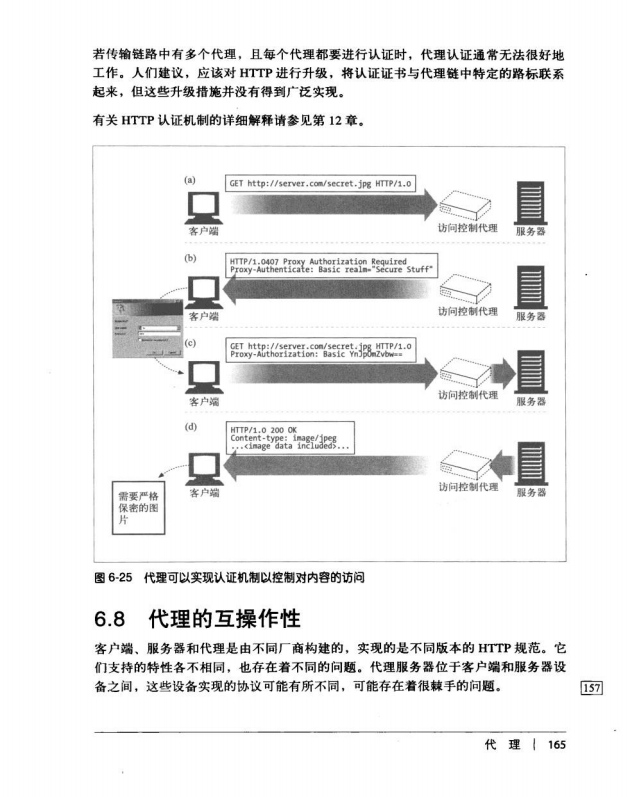 若传输链路中有多个代理，且每个代理都要进行认证时，代理认证通常无法很好地
工作。人们建议，应该对 HTTP 进行升级，将认证证书与代理链中特定的路标联系
起来，但这些升级措施并没有得到广泛实现。
有关 HTTP 认证机制的详细解释请参见第 12 章。
(a)
GET http://server.com/secret.jpg HTTP/1.0
客户端
访问控制代理
服务器
(b)
HTTP/1.0407 Proxy Authorization Required
Proxy-Authenticate: Basic realm="Secure Stuff"
客户端
访问控制代理
服务器
(c)
GET http://server.com/secret.jpg HTTP/1.0
Proxy-Authorization: Basic YnJpOmZvbw==
客户端
访问控制代理
服务器
(d)
HTTP/1.0 200 OK
Content-type: image/jpeg
...<image data included>...
客户端
访问控制代理
服务器
需要严格
保密的图
片
图 6-25 代理可以实现认证机制以控制对内容的访问
6.8 代理的互操作性
客户端、服务器和代理是由不同厂商构建的，实现的是不同版本的 HTTP 规范。它
们支持的特性各不相同，也存在着不同的问题。代理服务器位于客户端和服务器设
备之间，这些设备实现的协议可能有所不同，可能存在着很棘手的问题。
157
代 理 | 165